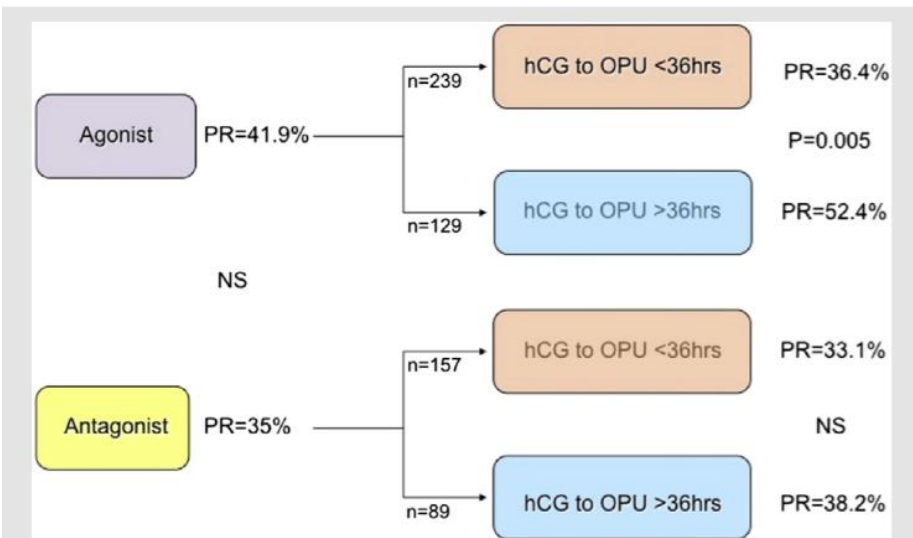 hCG to OPU <36hrs
PR=36.4%
n=239
Agonist
PR=41.9%
P=0.005
hCG to OPU >36hrs
PR=52.4%
n=129
NS
hCG to OPU <36hrs
PR=33.1%
n=157
Antagonist
PR=35%
NS
hCG to OPU >36hrs
PR=38.2%
n=89